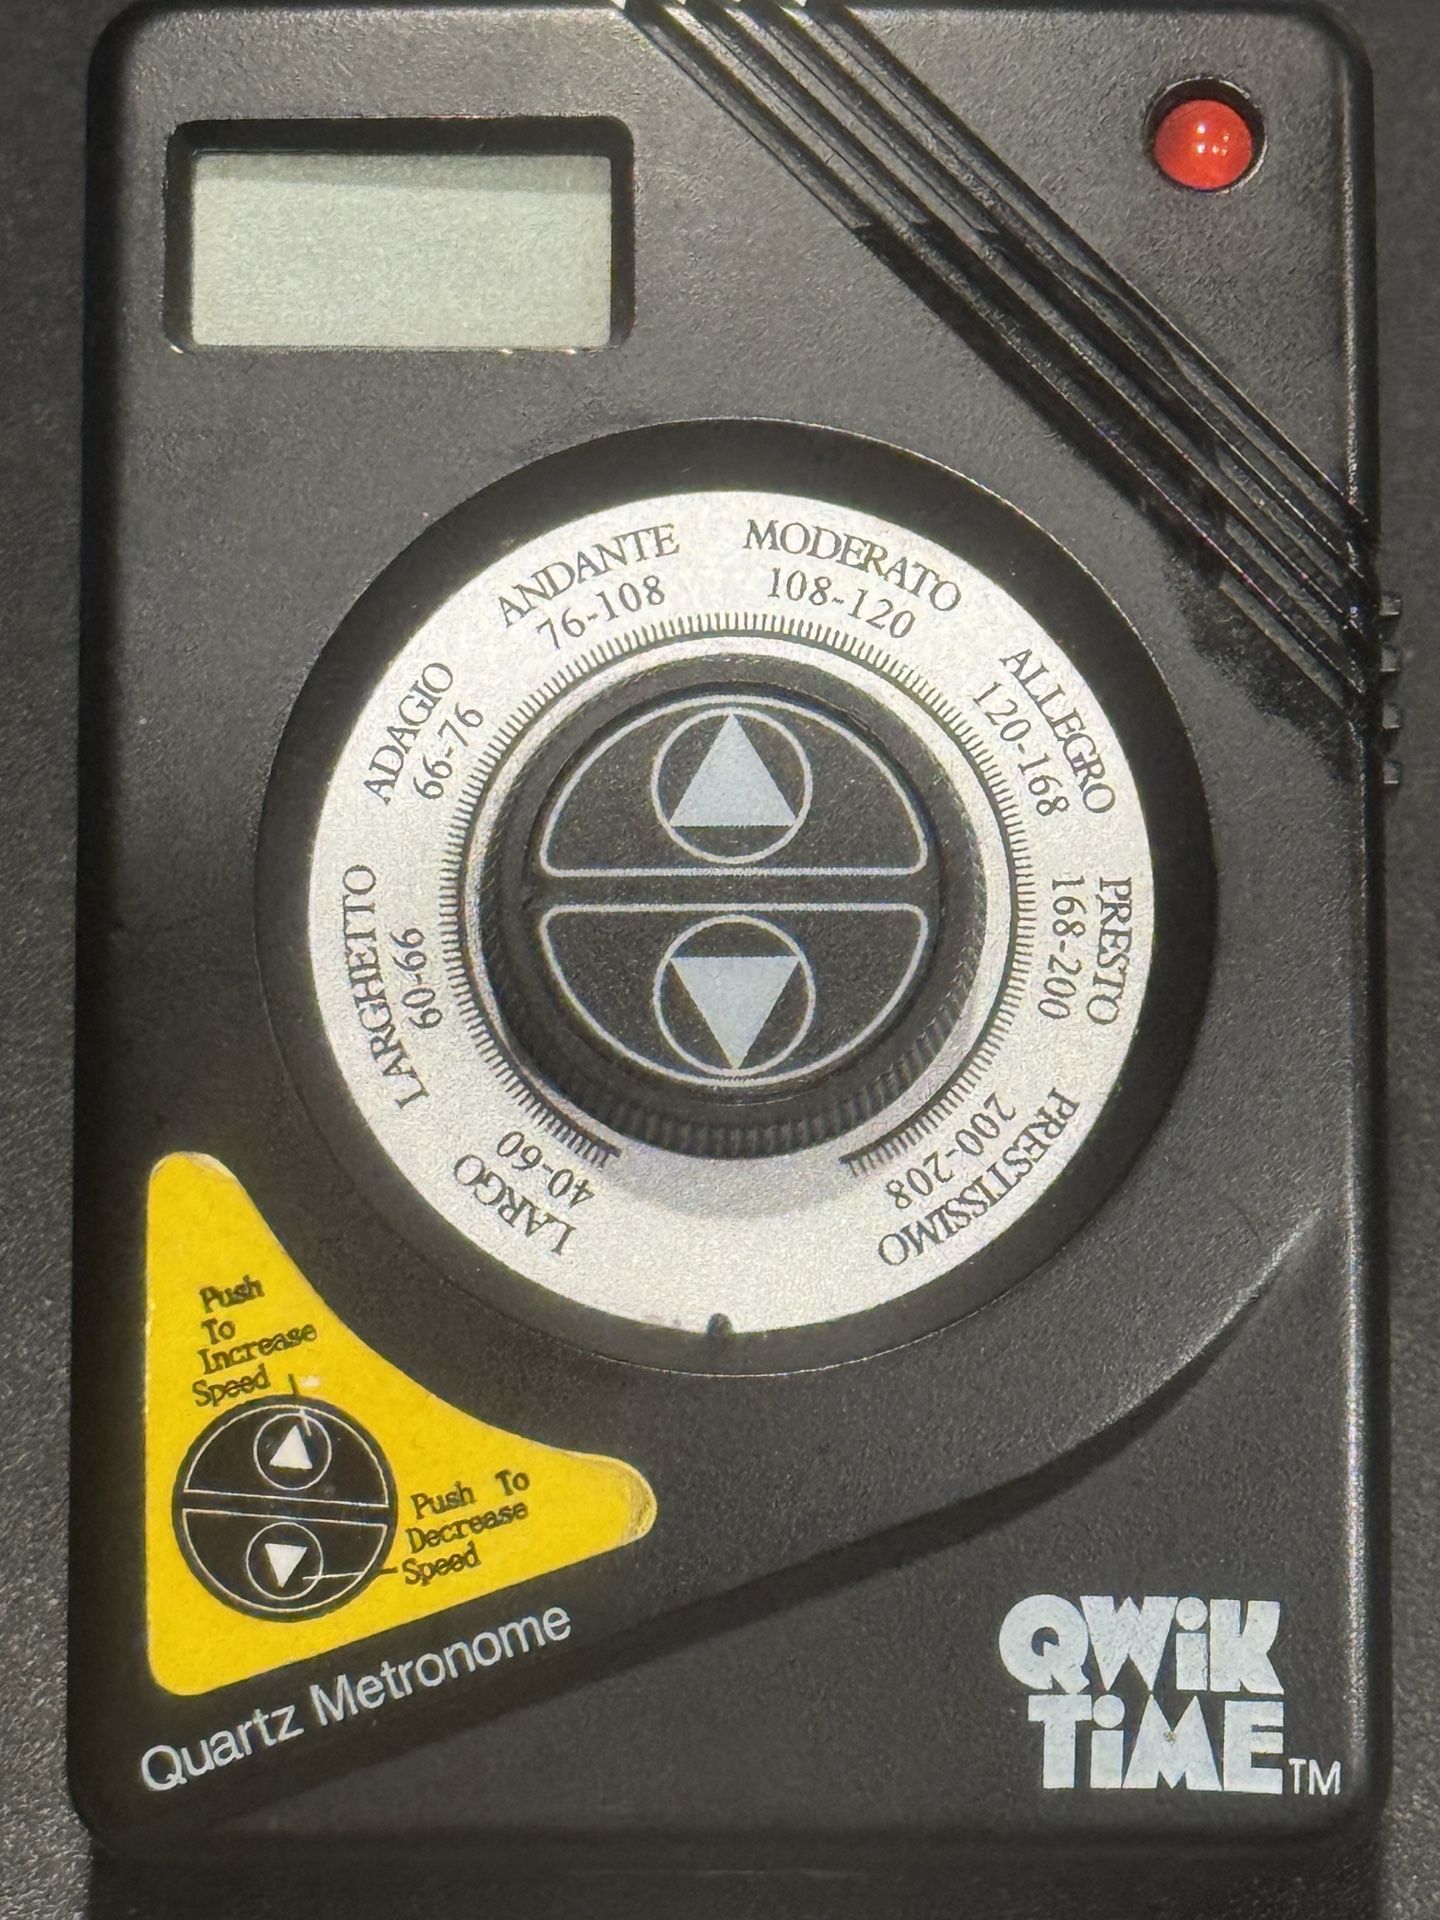 ANDANTE
76-108
MODERATO
108-120
ADAGIO
66-76
ALLEGRO
120-168
LARGHETTO
60-66
PRESTO
168-200
LARGO
40-60
PRESTISSIMO
200-208
Push
To
Increase
Speed
Push To
Decrease
Speed
Quartz Metronome
QWiK
TiME TM